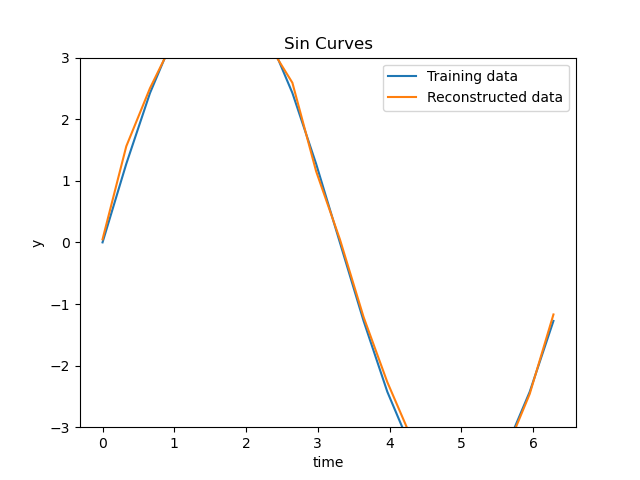 Sin Curves
Training data
Reconstructed data
3
2
1
0
−1
−2
−3
y
0 1 2 3 4 5 6
time